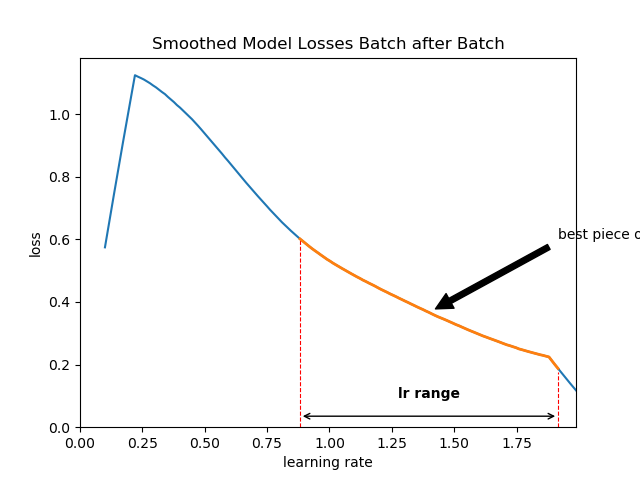 Smoothed Model Losses Batch after Batch
loss
1.0
0.8
0.6
0.4
0.2
0.0
best piece
lr range
0.00 0.25 0.50 0.75 1.00 1.25 1.50 1.75
learning rate